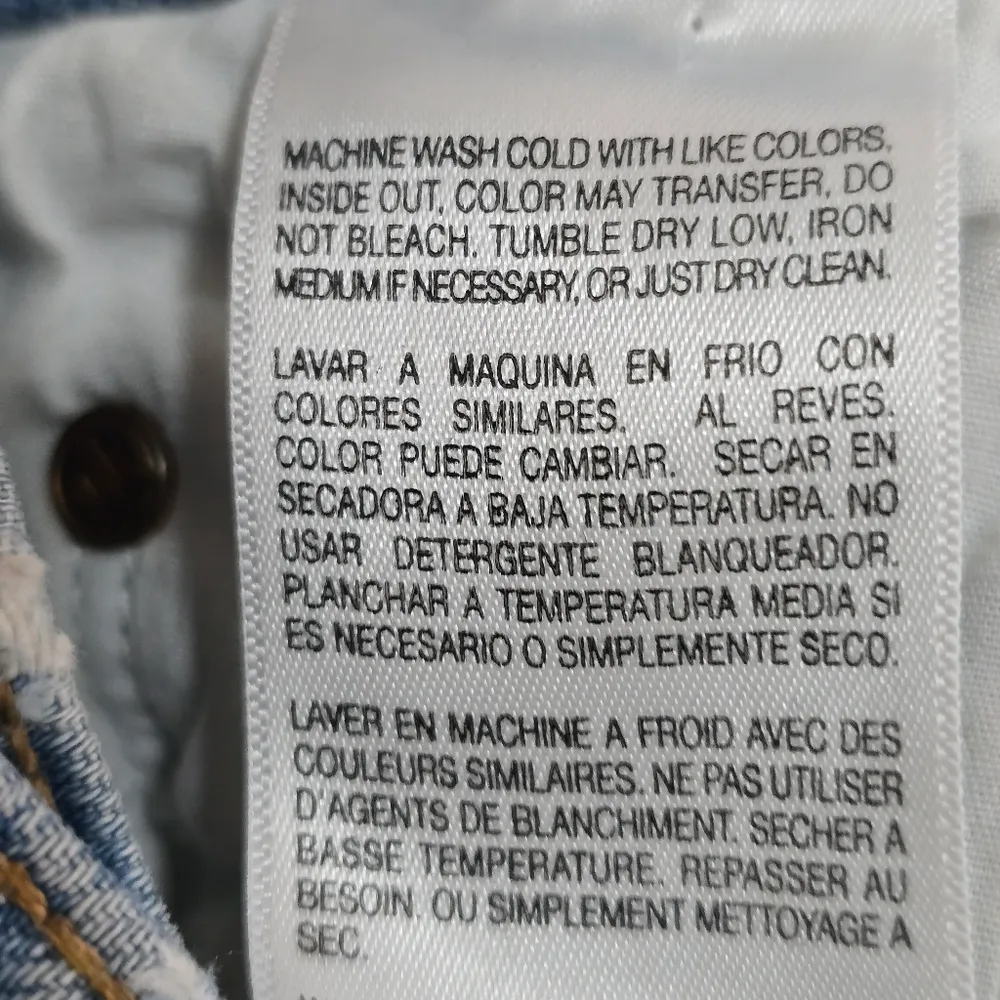 MACHINE WASH COLD WITH LIKE COLORS,
INSIDE OUT, COLOR MAY TRANSFER, DO
NOT BLEACH. TUMBLE DRY LOW, IRON
MEDIUM IF NECESSARY, OR JUST DRY CLEAN.
LAVAR A MAQUINA EN FRIO CON
COLORES SIMILARES. AL REVES.
COLOR PUEDE CAMBIAR. SECAR EN
SECADORA A BAJA TEMPERATURA. NO
USAR DETERGENTE BLANQUEADOR.
PLANCHAR A TEMPERATURA MEDIA SI
ES NECESARIO O SIMPLEMENTE SECO.
LAVER EN MACHINE A FROID AVEC DES
COULEURS SIMILAIRES. NE PAS UTILISER
D'AGENTS DE BLANCHIMENT. SECHER A
BASSE TEMPERATURE. REPASSER AU
BESOIN. OU SIMPLEMENT METTOYAGE A
SEC.